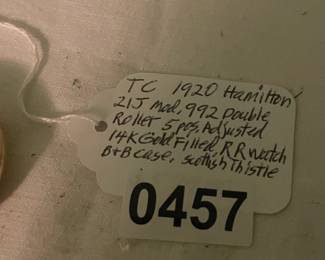 TC 1920 Hamilton
21J mod. 992 Double
Roller 5 pos. Adjusted
14K Gold Filled RR watch
B+B case, scottish Thistle
0457